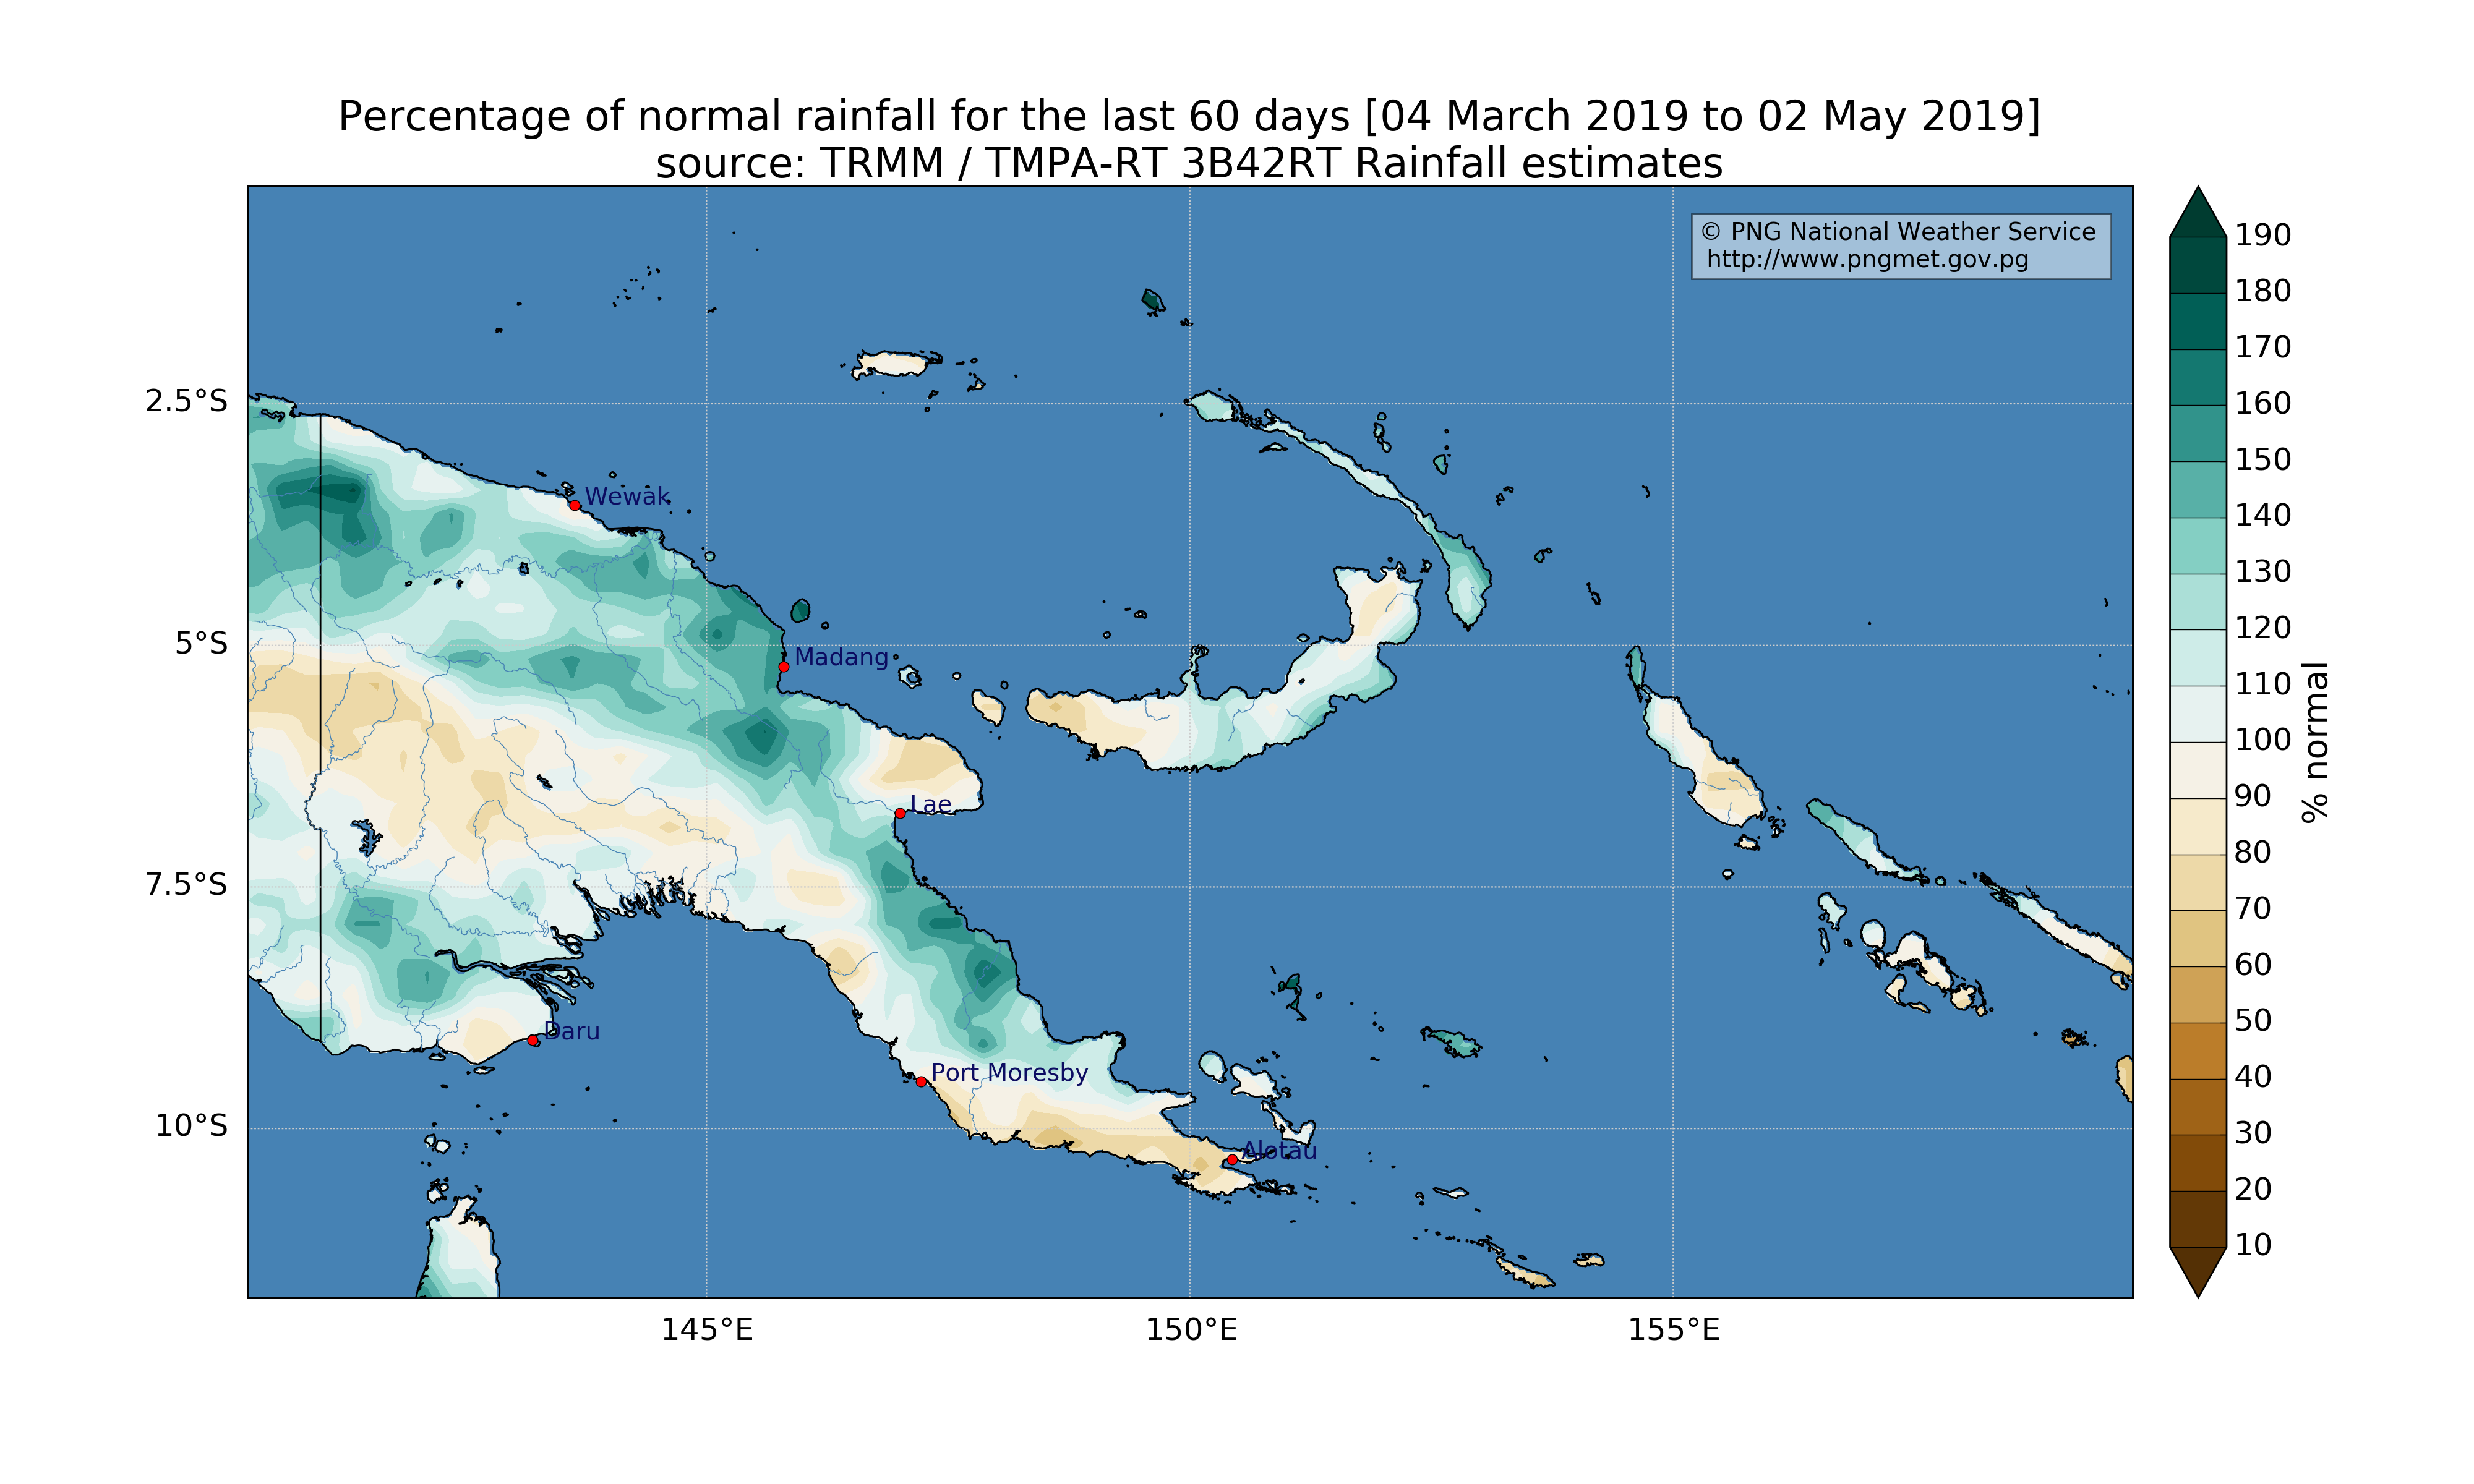 Percentage of normal rainfall for the last 60 days [04 March 2019 to 02 May 2019]
source: TRMM / TMPA-RT 3B42RT Rainfall estimates
© PNG National Weather Service
http://www.pngmet.gov.pg
2.5°S
5°S
7.5°S
10°S
Wewak
Madang
Lae
Daru
Port Moresby
Alotau
145°E
150°E
155°E
190
180
170
160
150
140
130
120
110
100
90
80
70
60
50
40
30
20
10
% normal